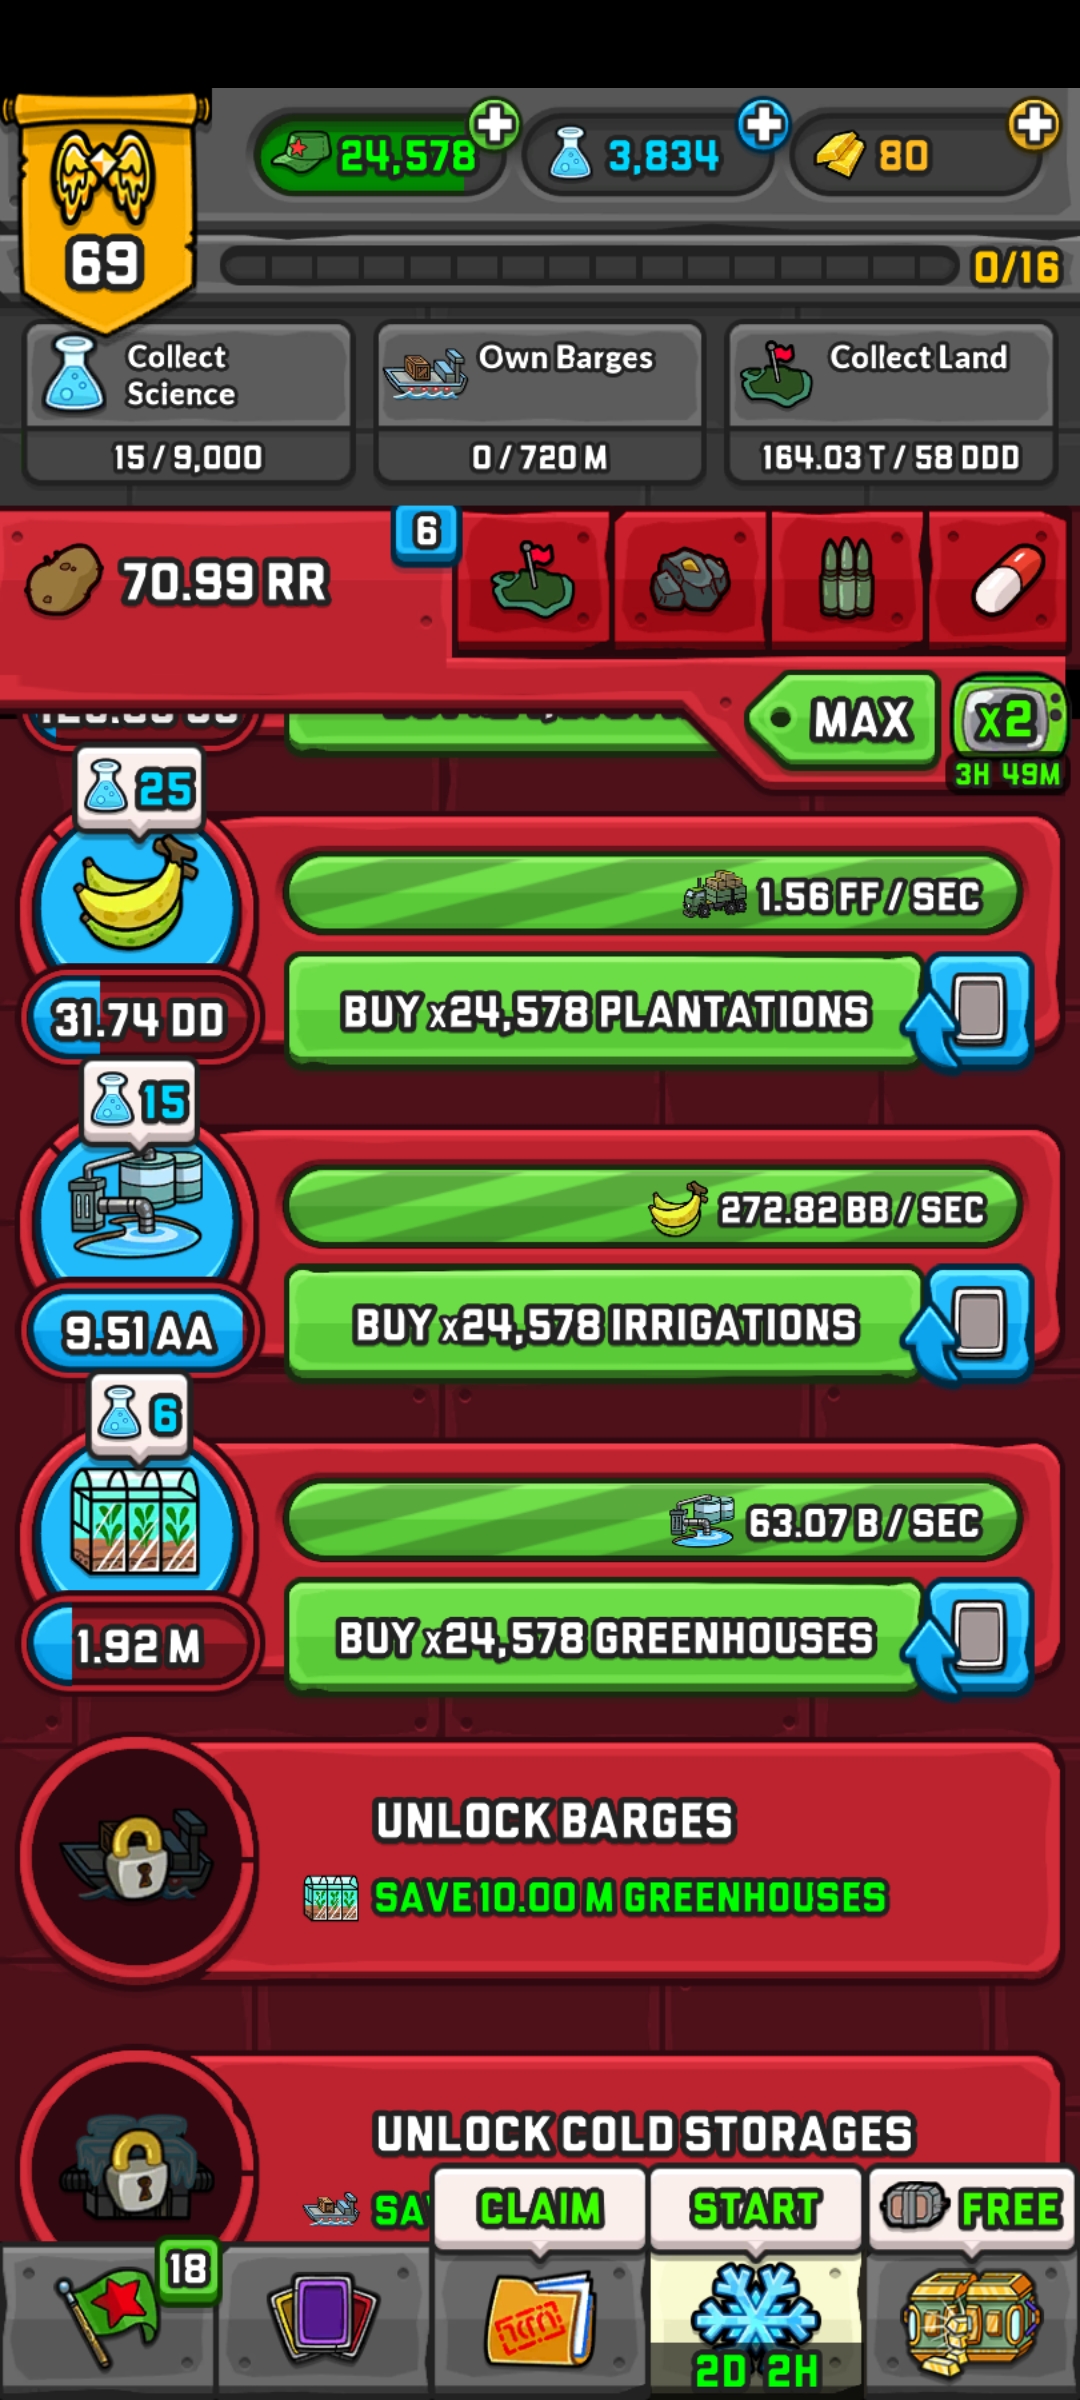 24,578
3,834
80
69
0/16
Collect
Science
15 / 9,000
Own Barges
0 / 720 M
Collect Land
164.03 T / 58 DDD
70.99 RR
6
MAX
x2
3H 49M
25
1.56 FF / SEC
31.74 DD
BUY x24,578 PLANTATIONS
15
272.82 BB / SEC
9.51 AA
BUY x24,578 IRRIGATIONS
6
63.07 B / SEC
1.92 M
BUY x24,578 GREENHOUSES
UNLOCK BARGES
SAVE 10.00 M GREENHOUSES
UNLOCK COLD STORAGES
CLAIM
START
FREE
18
2D 2H